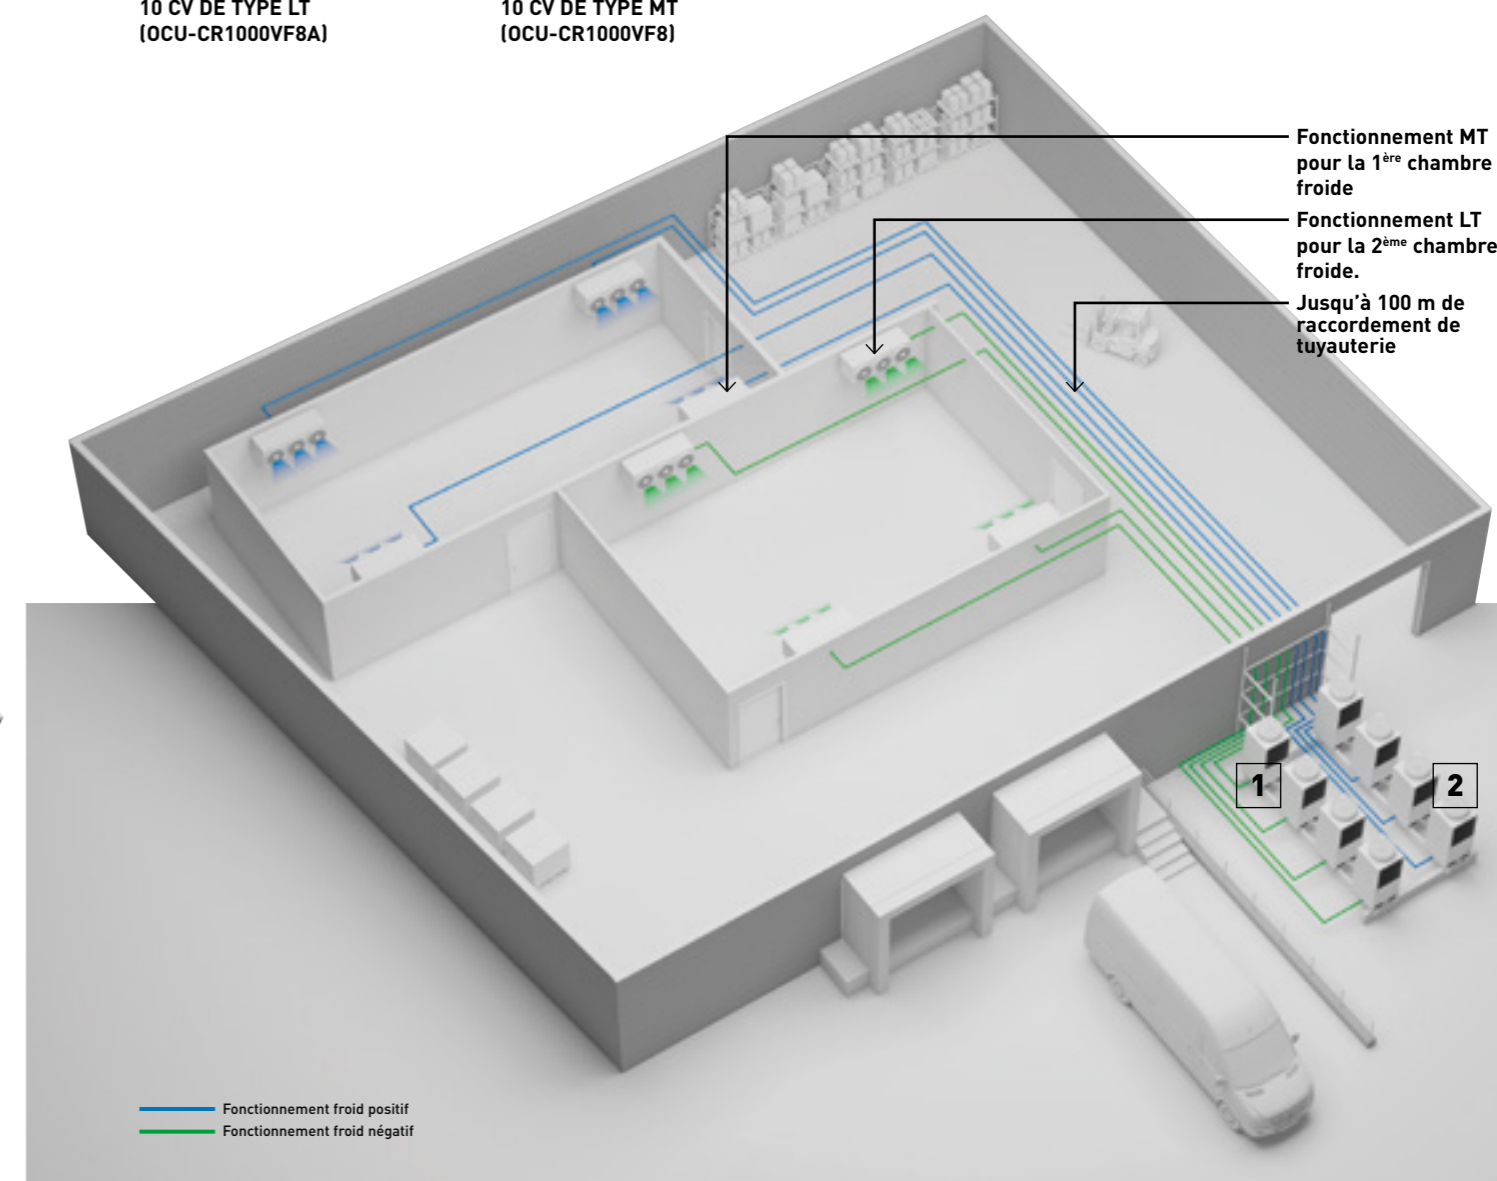 10 CV DE TYPE LT
(OCU-CR1000VF8A)
10 CV DE TYPE MT
(OCU-CR1000VF8)
Fonctionnement MT
pour la 1ère chambre
froide
Fonctionnement LT
pour la 2ème chambre
froide.
Jusqu'à 100 m de
raccordement de
tuyauterie
1
2
Fonctionnement froid positif
Fonctionnement froid négatif